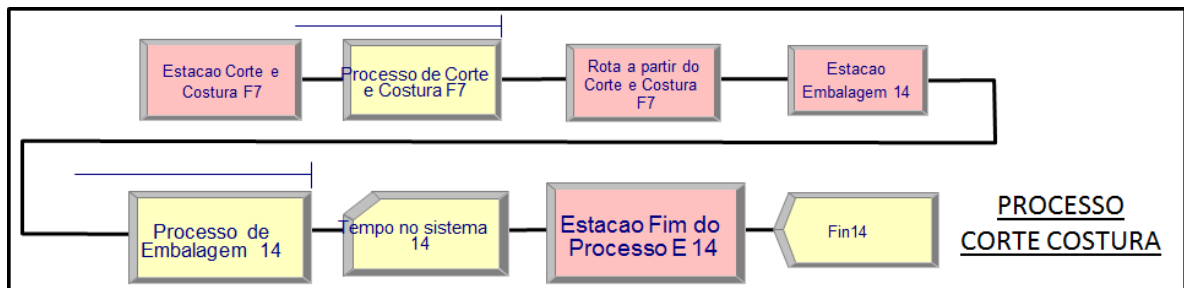 Estacao Corte e
Costura F7
Processo de Corte
e Costura F7
Rota a partir do
Corte e Costura
F7
Estacao
Embalagem 14
Processo de
Embalagem 14
Tempo no sistema
14
Estacao Fim do
Processo E 14
Fin14
PROCESSO
CORTE COSTURA